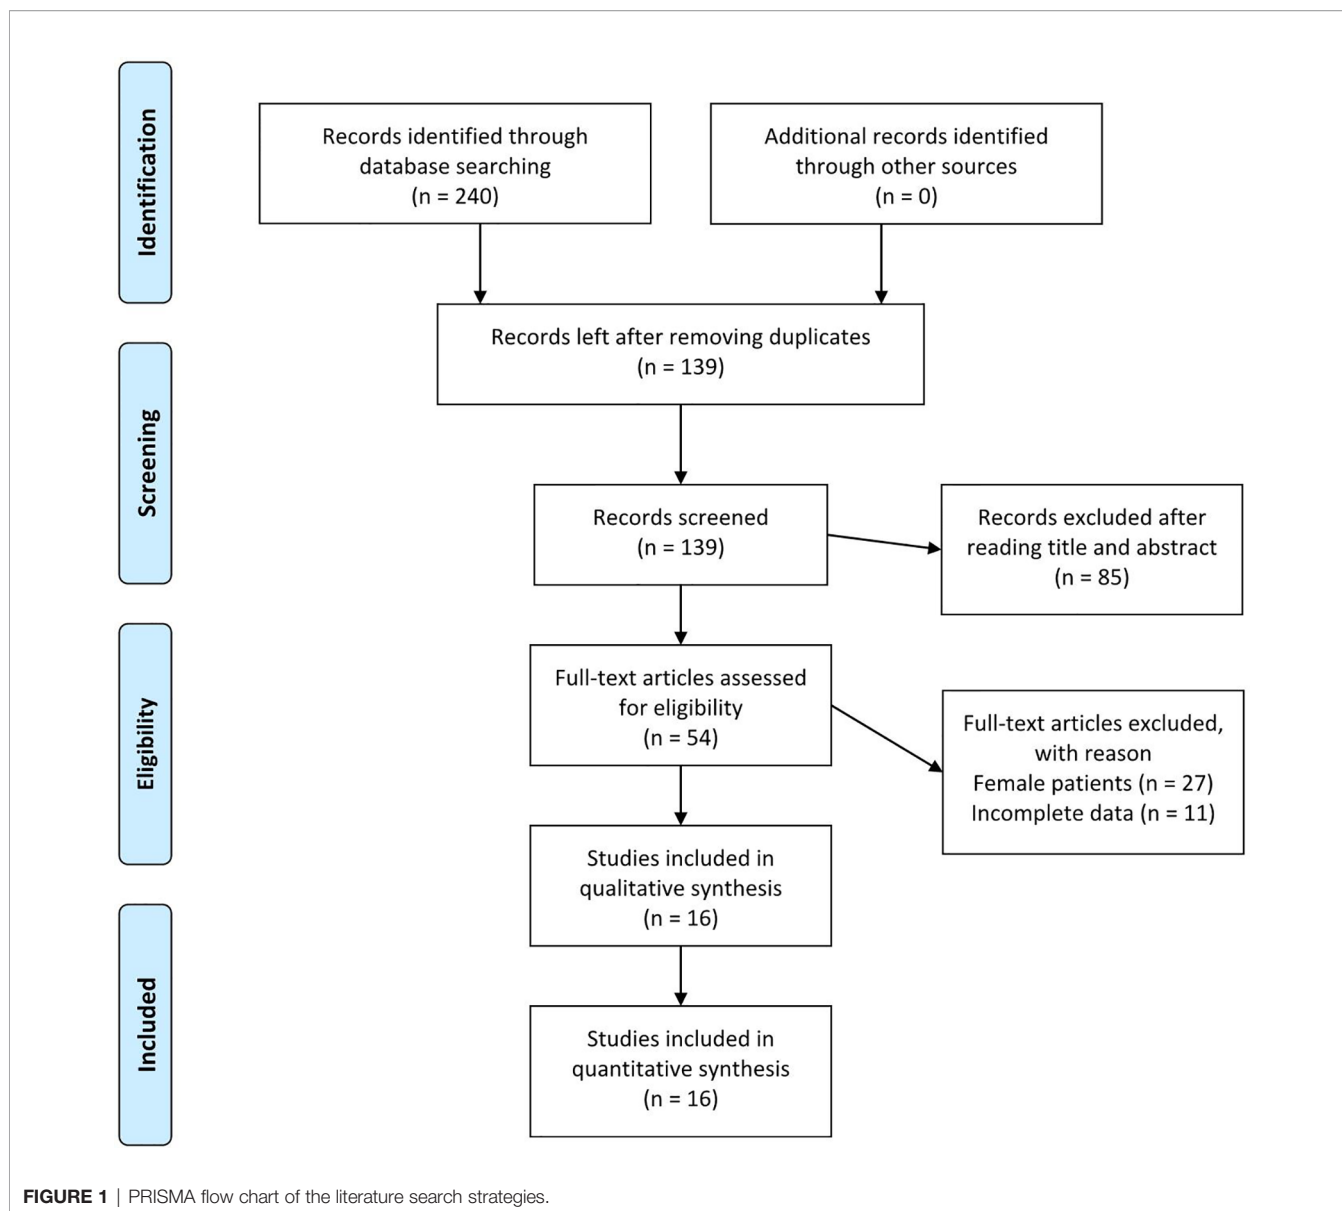 Identification
Records identified through
database searching
(n = 240)
Additional records identified
through other sources
(n = 0)
Records left after removing duplicates
(n = 139)
Screening
Records screened
(n = 139)
Records excluded after
reading title and abstract
(n = 85)
Eligibility
Full-text articles assessed
for eligibility
(n = 54)
Full-text articles excluded,
with reason
Female patients (n = 27)
Incomplete data (n = 11)
Studies included in
qualitative synthesis
(n = 16)
Included
Studies included in
quantitative synthesis
(n = 16)
FIGURE 1 | PRISMA flow chart of the literature search strategies.